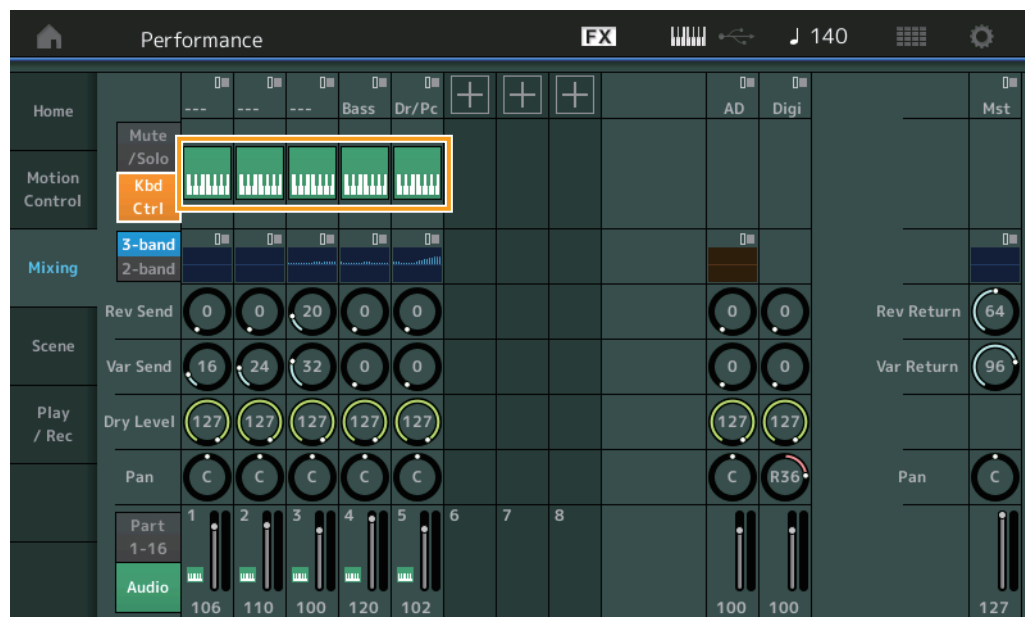 Performance FX ♩ 140
Home --- --- --- Bass Dr/Pc AD Digi Mst
Mute
/Solo
Motion
Control
Kbd
Ctrl
Mixing
3-band
2-band
Rev Send 0 0 20 0 0 0 0 Rev Return 64
Scene
Var Send 16 24 32 0 0 0 0 Var Return 96
Play
/ Rec
Dry Level 127 127 127 127 127 127 127
Pan C C C C C C R36 Pan C
Part
1-16
1 2 3 4 5 6 7 8
Audio
106 110 100 120 102 100 100 127